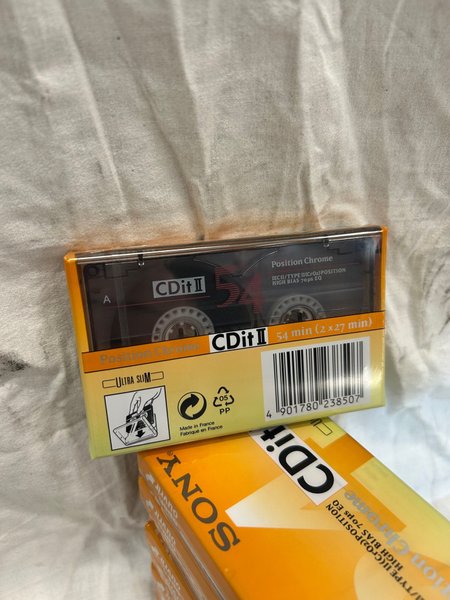 A
CDit II
54
Position Chrome
IECII/TYPE II(CrO2)POSITION
HIGH BIAS 70μs EQ
Position Chrome CDit II 54 min (2 x 27 min)
ULTRA SLIM
05
PP
Made in France
Fabriqué en France
4 901780 238507
SONY
CDit
HIGH BIAS 70μs EQ